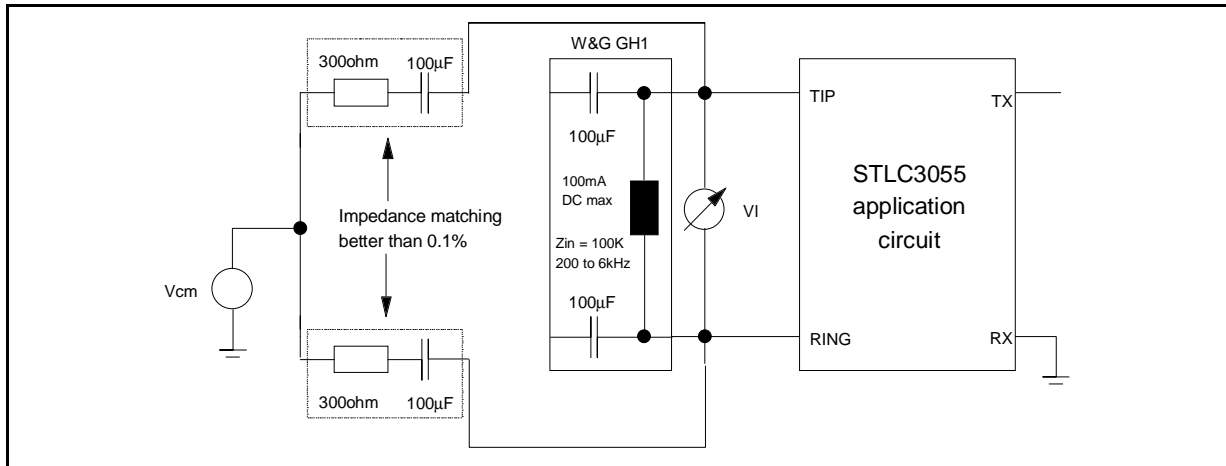 W&G GH1
300ohm
100μF
TIP
TX
100μF
STLC3055
application
circuit
100mA
DC max
VI
Impedance matching
better than 0.1%
Zin = 100K
200 to 6kHz
Vcm
100μF
RING
RX
300ohm
100μF